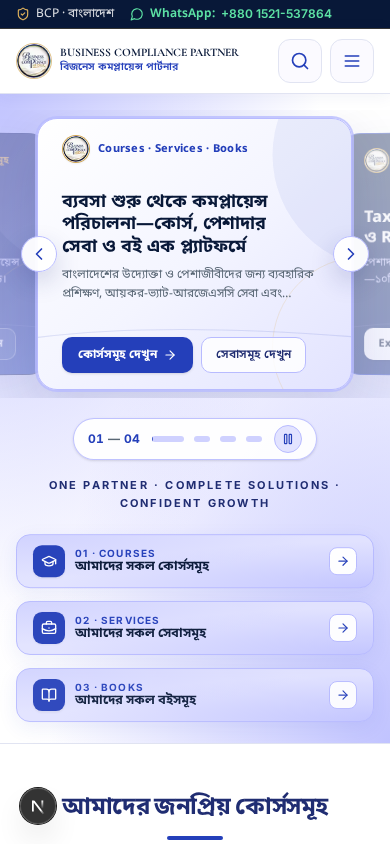 BCP · বাংলাদেশ WhatsApp: +880 1521-537864
BUSINESS COMPLIANCE PARTNER
বিজনেস কমপ্লায়েন্স পার্টনার
Courses · Services · Books
ব্যবসা শুরু থেকে কমপ্লায়েন্স
পরিচালনা—কোর্স, পেশাদার
সেবা ও বই এক প্ল্যাটফর্মে
বাংলাদেশের উদ্যোক্তা ও পেশাজীবীদের জন্য ব্যবহারিক
প্রশিক্ষণ, আয়কর-ভ্যাট-আরজেএসসি সেবা এবং...
কোর্সসমূহ দেখুন সেবাসমূহ দেখুন
Tax
ও
01 — 04
ONE PARTNER · COMPLETE SOLUTIONS ·
CONFIDENT GROWTH
01 · COURSES
আমাদের সকল কোর্সসমূহ
02 · SERVICES
আমাদের সকল সেবাসমূহ
03 · BOOKS
আমাদের সকল বইসমূহ
N
আমাদের জনপ্রিয় কোর্সসমূহ